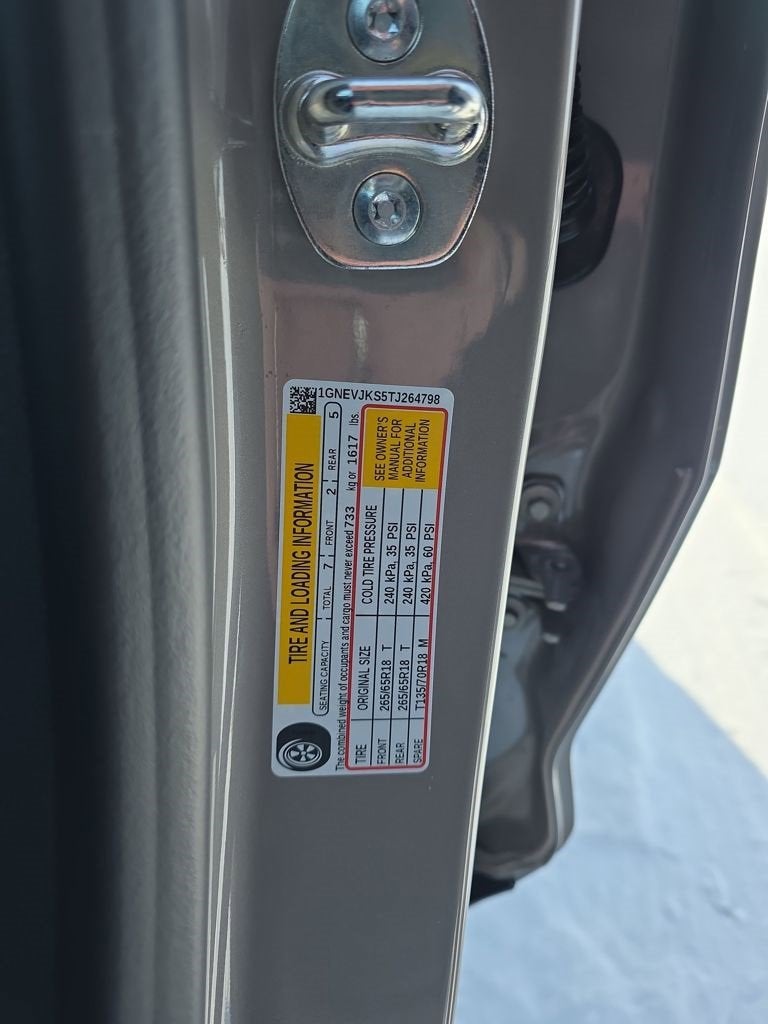 1GNEVJKS5TJ264798
TIRE AND LOADING INFORMATION
SEATING CAPACITY TOTAL 7 FRONT 2 REAR 5
The combined weight of occupants and cargo must never exceed 733 kg or 1617 lbs.
TIRE ORIGINAL SIZE COLD TIRE PRESSURE
FRONT 265/65R18 T 240 kPa, 35 PSI
REAR 265/65R18 T 240 kPa, 35 PSI
SPARE T135/70R18 M 420 kPa, 60 PSI
SEE OWNER'S
MANUAL FOR
ADDITIONAL
INFORMATION